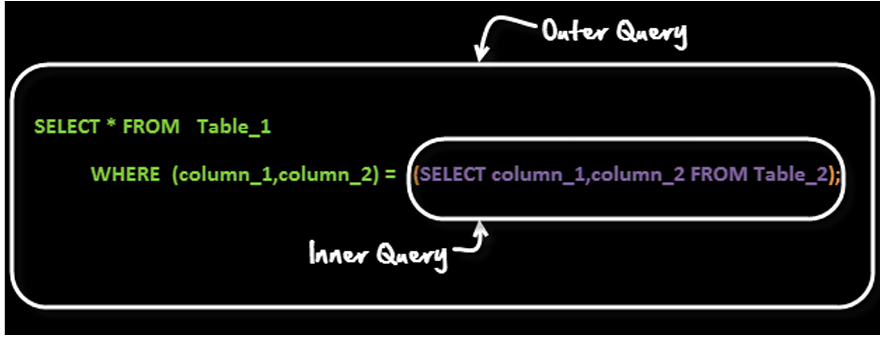 Outer Query
SELECT * FROM Table_1
WHERE (column_1,column_2) = (SELECT column_1,column_2 FROM Table_2);
Inner Query